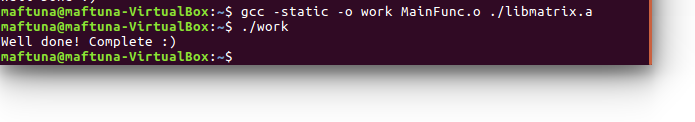 maftuna@maftuna-VirtualBox:~$ gcc -static -o work MainFunc.o ./libmatrix.a
maftuna@maftuna-VirtualBox:~$ ./work
Well done! Complete :)
maftuna@maftuna-VirtualBox:~$